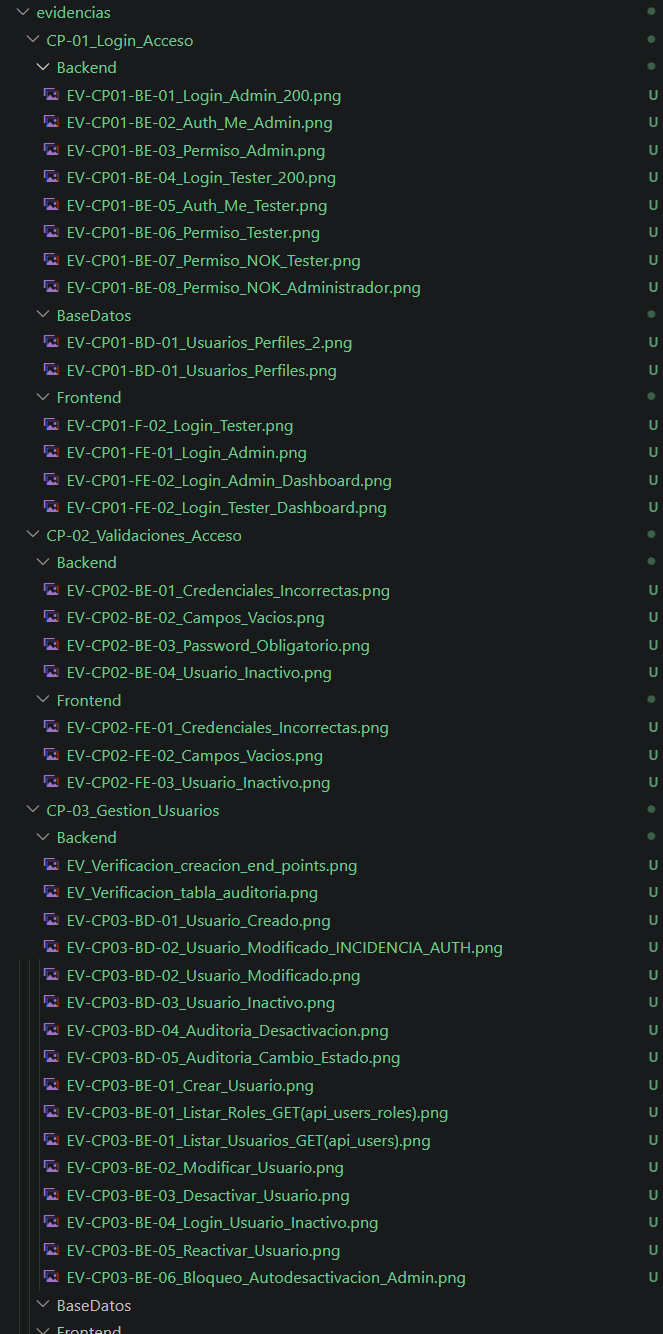 evidencias
CP-01_Login_Acceso
Backend
EV-CP01-BE-01_Login_Admin_200.png U
EV-CP01-BE-02_Auth_Me_Admin.png U
EV-CP01-BE-03_Permiso_Admin.png U
EV-CP01-BE-04_Login_Tester_200.png U
EV-CP01-BE-05_Auth_Me_Tester.png U
EV-CP01-BE-06_Permiso_Tester.png U
EV-CP01-BE-07_Permiso_NOK_Tester.png U
EV-CP01-BE-08_Permiso_NOK_Administrador.png U
BaseDatos
EV-CP01-BD-01_Usuarios_Perfiles_2.png U
EV-CP01-BD-01_Usuarios_Perfiles.png U
Frontend
EV-CP01-F-02_Login_Tester.png U
EV-CP01-FE-01_Login_Admin.png U
EV-CP01-FE-02_Login_Admin_Dashboard.png U
EV-CP01-FE-02_Login_Tester_Dashboard.png U
CP-02_Validaciones_Acceso
Backend
EV-CP02-BE-01_Credenciales_Incorrectas.png U
EV-CP02-BE-02_Campos_Vacios.png U
EV-CP02-BE-03_Password_Obligatorio.png U
EV-CP02-BE-04_Usuario_Inactivo.png U
Frontend
EV-CP02-FE-01_Credenciales_Incorrectas.png U
EV-CP02-FE-02_Campos_Vacios.png U
EV-CP02-FE-03_Usuario_Inactivo.png U
CP-03_Gestion_Usuarios
Backend
EV_Verificacion_creacion_end_points.png U
EV_Verificacion_tabla_auditoria.png U
EV-CP03-BD-01_Usuario_Creado.png U
EV-CP03-BD-02_Usuario_Modificado_INCIDENCIA_AUTH.png U
EV-CP03-BD-02_Usuario_Modificado.png U
EV-CP03-BD-03_Usuario_Inactivo.png U
EV-CP03-BD-04_Auditoria_Desactivacion.png U
EV-CP03-BD-05_Auditoria_Cambio_Estado.png U
EV-CP03-BE-01_Crear_Usuario.png U
EV-CP03-BE-01_Listar_Roles_GET(api_users_roles).png U
EV-CP03-BE-01_Listar_Usuarios_GET(api_users).png U
EV-CP03-BE-02_Modificar_Usuario.png U
EV-CP03-BE-03_Desactivar_Usuario.png U
EV-CP03-BE-04_Login_Usuario_Inactivo.png U
EV-CP03-BE-05_Reactivar_Usuario.png U
EV-CP03-BE-06_Bloqueo_Autodesactivacion_Admin.png U
BaseDatos
Frontend